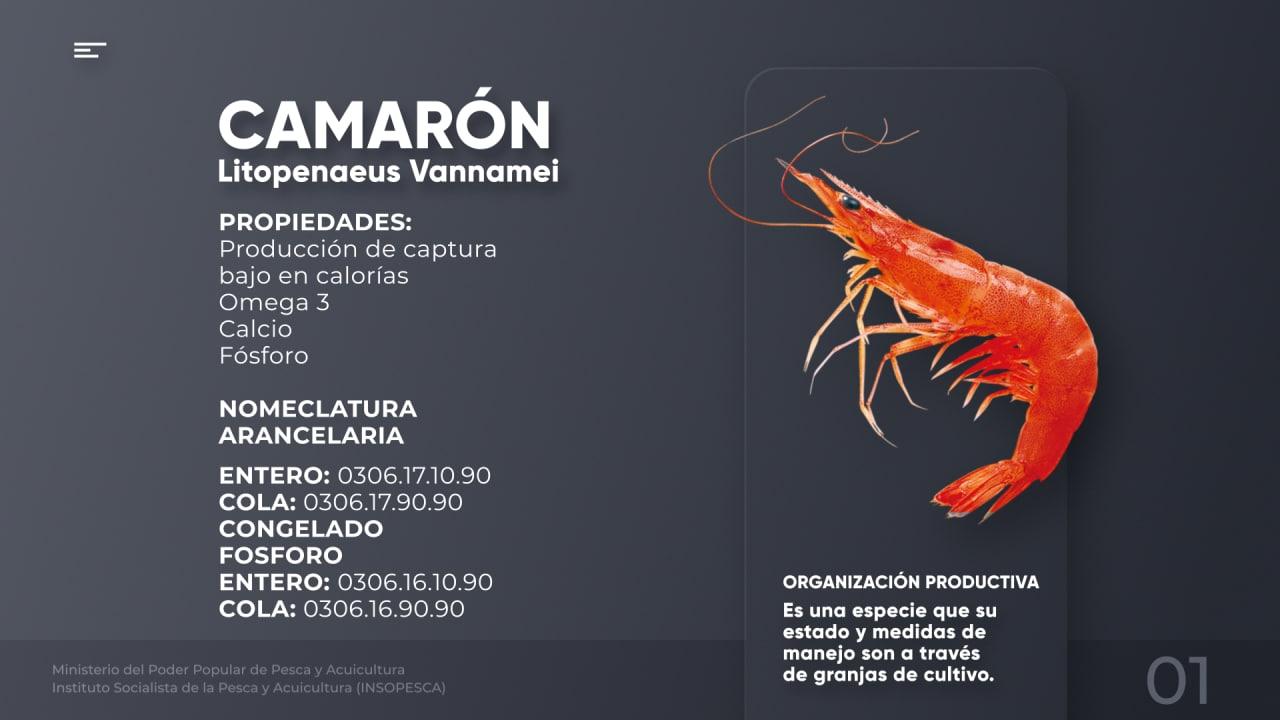 CAMARÓN
Litopenaeus Vannamei
PROPIEDADES:
Producción de captura
bajo en calorías
Omega 3
Calcio
Fósforo
NOMECLATURA
ARANCELARIA
ENTERO: 0306.17.10.90
COLA: 0306.17.90.90
CONGELADO
FOSFORO
ENTERO: 0306.16.10.90
COLA: 0306.16.90.90
ORGANIZACIÓN PRODUCTIVA
Es una especie que su
estado y medidas de
manejo son a través
de granjas de cultivo.
Ministerio del Poder Popular de Pesca y Acuicultura
Instituto Socialista de la Pesca y Acuicultura (INSOPESCA)
01